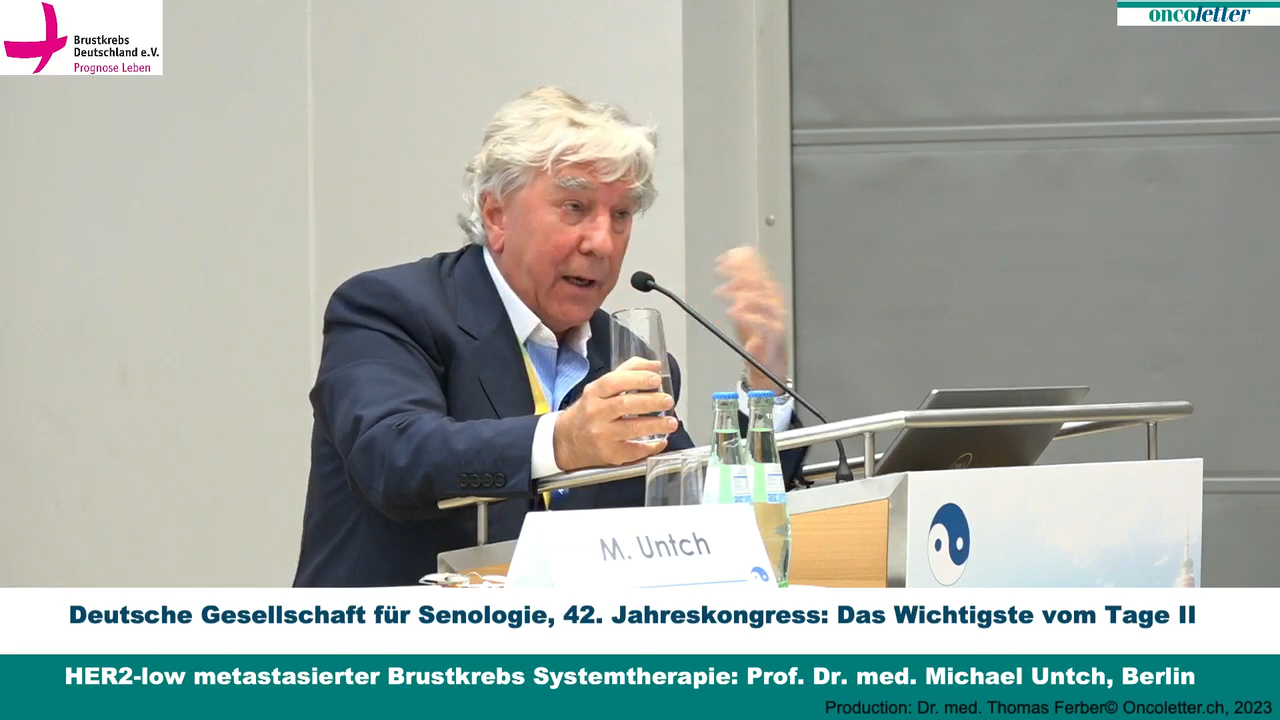 Brustkrebs
Deutschland e.V.
Prognose Leben
oncoletter
M. Untch
Deutsche Gesellschaft für Senologie, 42. Jahreskongress: Das Wichtigste vom Tage II
HER2-low metastasierter Brustkrebs Systemtherapie: Prof. Dr. med. Michael Untch, Berlin
Production: Dr. med. Thomas Ferber© Oncoletter.ch, 2023